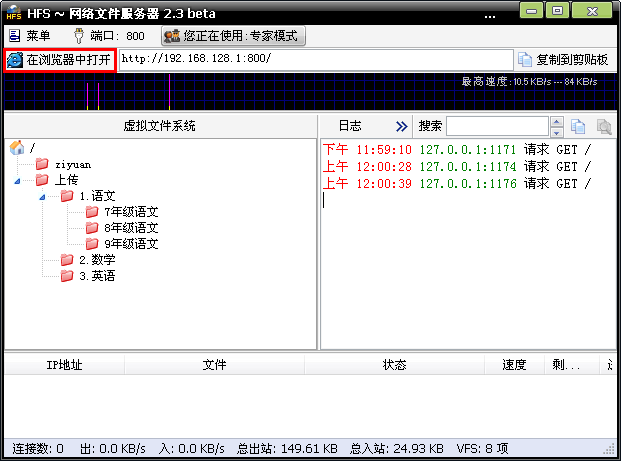 HFS ~ 网络文件服务器 2.3 beta ...
菜单 端口: 800 您正在使用:专家模式
在浏览器中打开 http://192.168.128.1:800/ 复制到剪贴板
最高速度:10.5 KB/s --- 84 KB/s
虚拟文件系统
/
ziyuan
上传
1.语文
7年级语文
8年级语文
9年级语文
2.数学
3.英语
日志 搜索
下午 11:59:10 127.0.0.1:1171 请求 GET /
上午 12:00:28 127.0.0.1:1174 请求 GET /
上午 12:00:39 127.0.0.1:1176 请求 GET /
IP地址 文件 状态 速度 剩...
连接数: 0 出: 0.0 KB/s 入: 0.0 KB/s 总出站: 149.61 KB 总入站: 24.93 KB VFS: 8 项